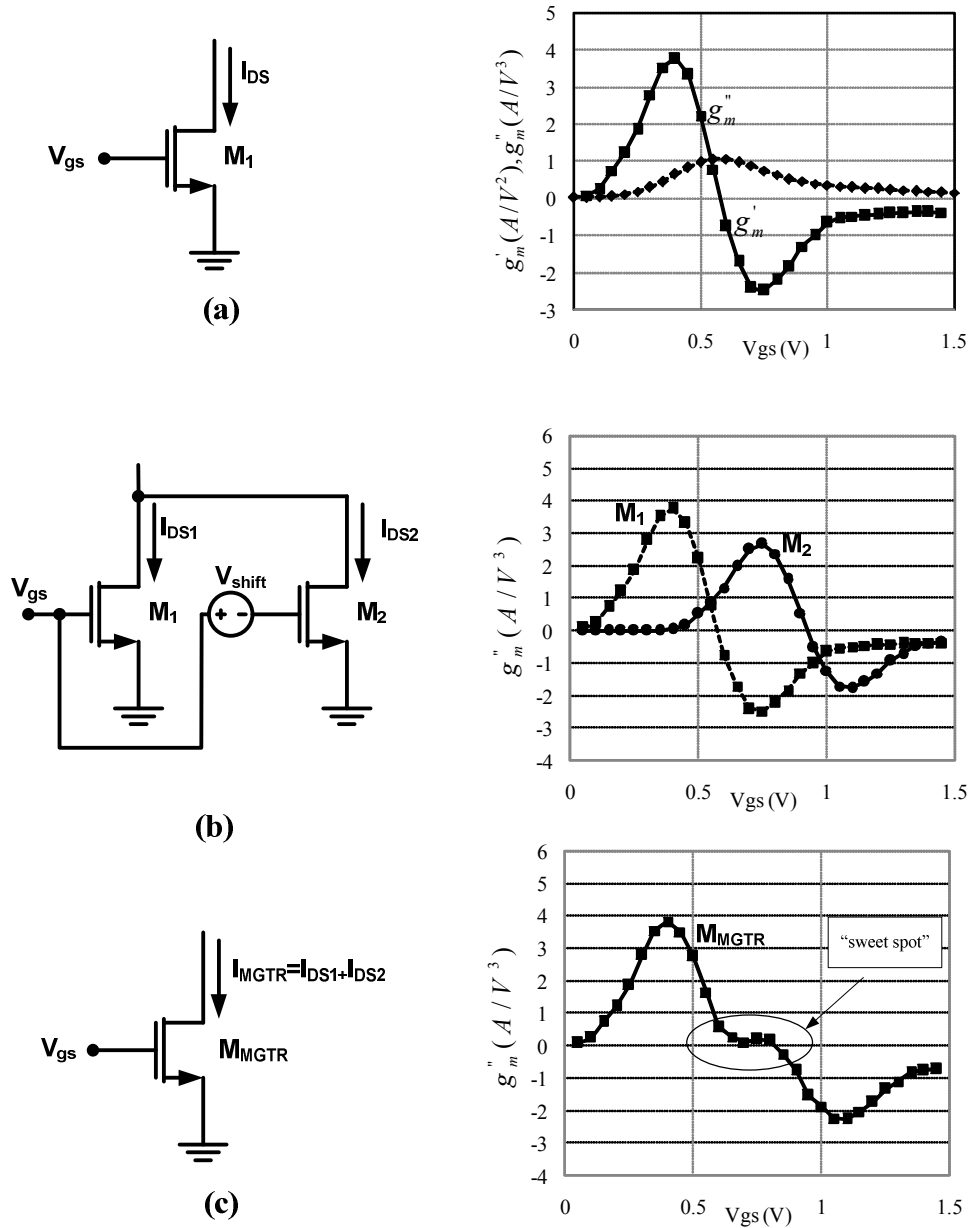 I_DS
V_gs
M_1
(a)
g_m^'(A/V^2), g_m^"(A/V^3)
5
4
3
2
1
0
-1
-2
-3
g_m^"
g_m^'
0
0.5
1
1.5
Vgs (V)
I_DS1
I_DS2
V_gs
V_shift
+ -
M_1
M_2
(b)
g_m^" (A/V^3)
6
5
4
3
2
1
0
-1
-2
-3
-4
M_1
M_2
0
0.5
1
1.5
Vgs (V)
I_MGTR=I_DS1+I_DS2
V_gs
M_MGTR
(c)
g_m^" (A/V^3)
6
5
4
3
2
1
0
-1
-2
-3
-4
M_MGTR
“sweet spot”
0
0.5
1
1.5
Vgs (V)